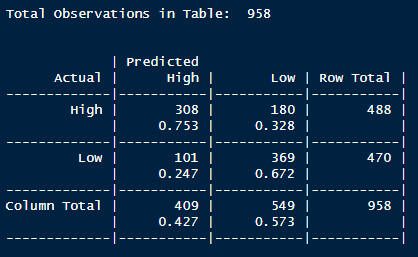 Total Observations in Table:  958
             | Predicted
      Actual |      High |       Low | Row Total |
-------------|-----------|-----------|-----------|
        High |       308 |       180 |       488 |
             |     0.753 |     0.328 |           |
-------------|-----------|-----------|-----------|
         Low |       101 |       369 |       470 |
             |     0.247 |     0.672 |           |
-------------|-----------|-----------|-----------|
Column Total |       409 |       549 |       958 |
             |     0.427 |     0.573 |           |
-------------|-----------|-----------|-----------|